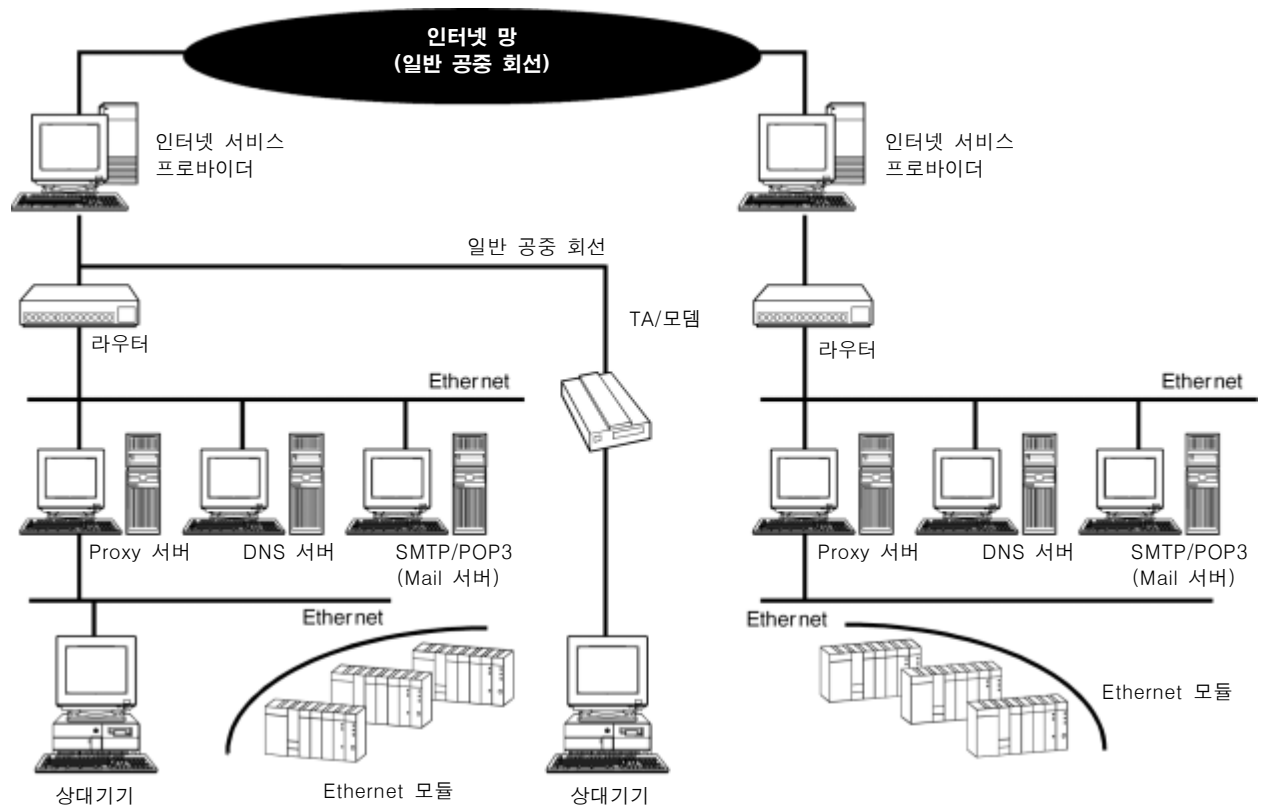 인터넷 망
(일반 공중 회선)
인터넷 서비스
프로바이더
인터넷 서비스
프로바이더
일반 공중 회선
TA/모뎀
라우터
라우터
Ethernet
Ethernet
Proxy 서버
DNS 서버
SMTP/POP3
(Mail 서버)
Proxy 서버
DNS 서버
SMTP/POP3
(Mail 서버)
Ethernet
Ethernet
Ethernet 모듈
상대기기
Ethernet 모듈
상대기기